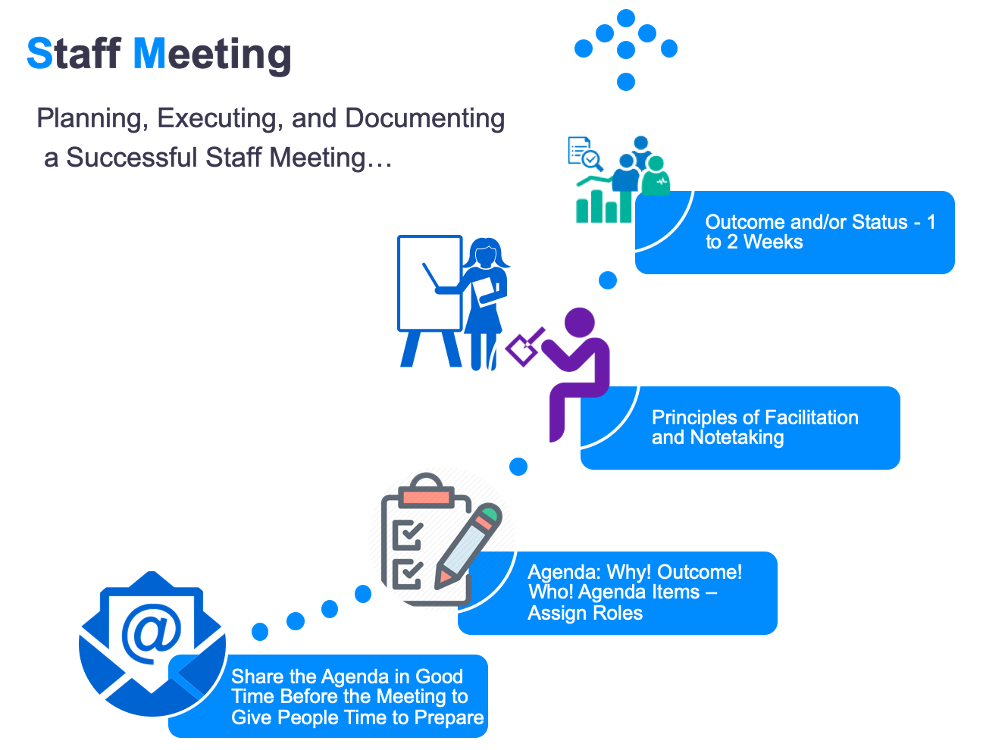 Staff Meeting
Planning, Executing, and Documenting
a Successful Staff Meeting…
Outcome and/or Status - 1
to 2 Weeks
Principles of Facilitation
and Notetaking
Agenda: Why! Outcome!
Who! Agenda Items –
Assign Roles
@
Share the Agenda in Good
Time Before the Meeting to
Give People Time to Prepare